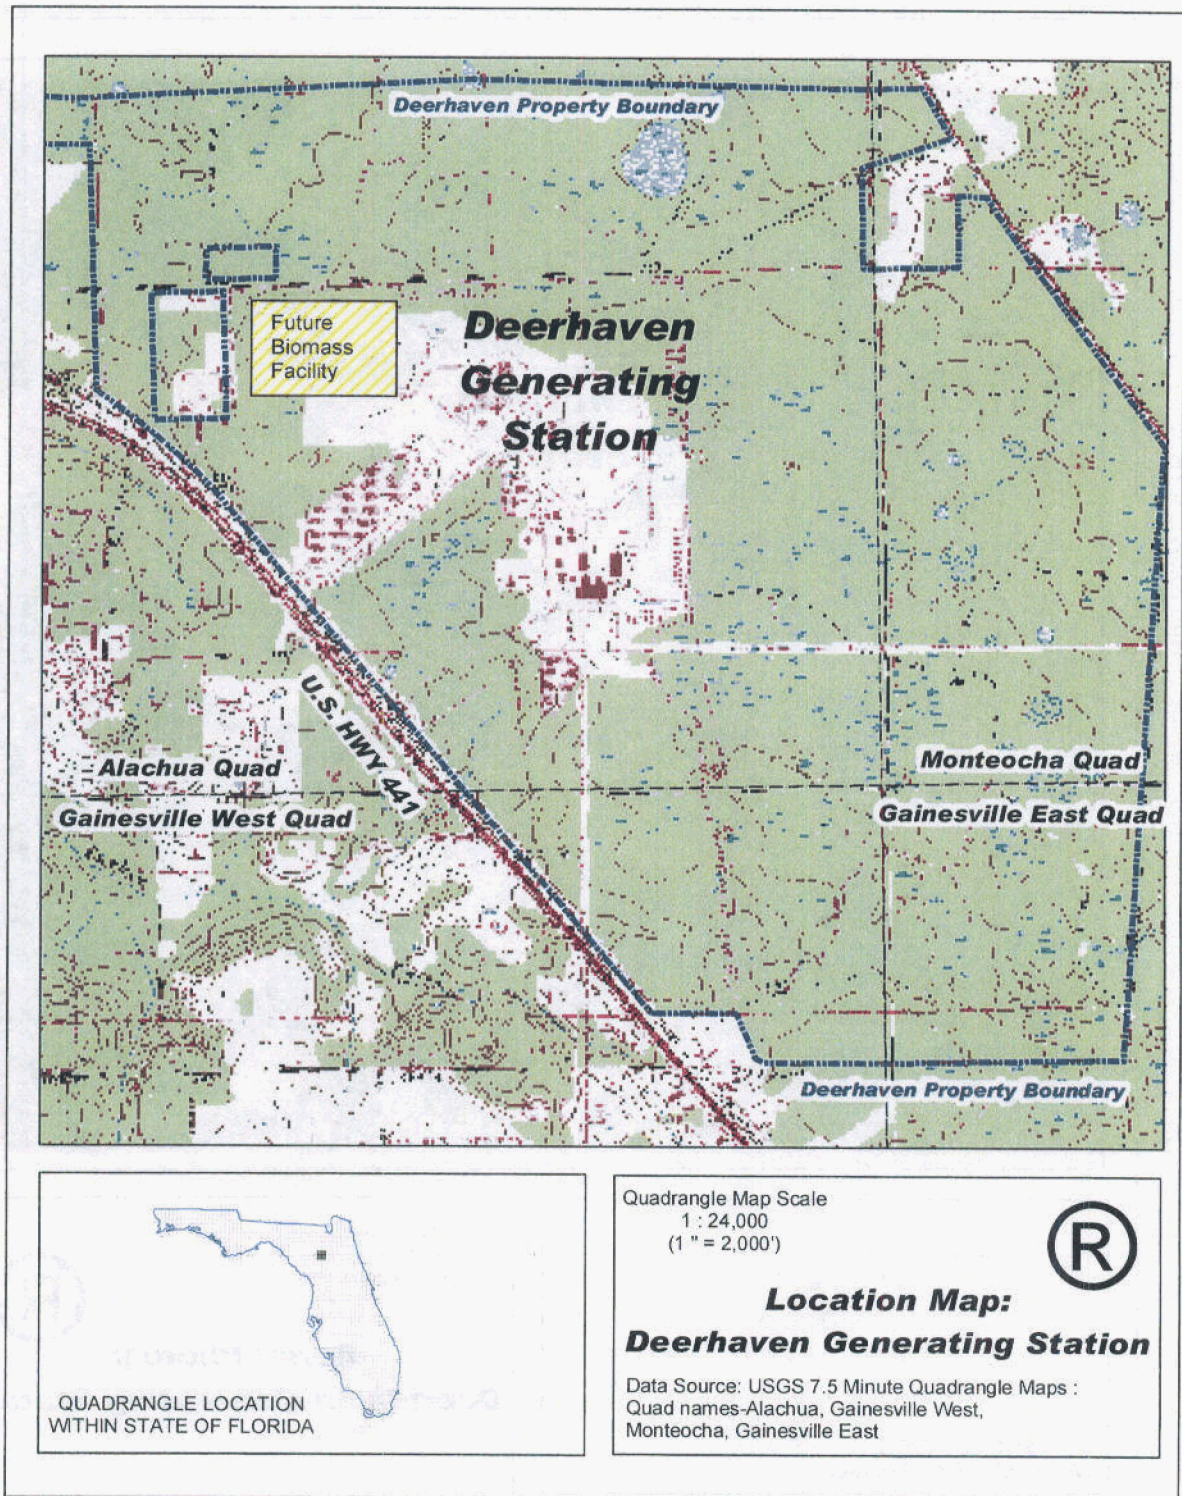 Deerhaven Property Boundary
Future
Biomass
Facility
Deerhaven
Generating
Station
U.S. HWY 441
Alachua Quad
Monteocha Quad
Gainesville West Quad
Gainesville East Quad
Deerhaven Property Boundary
QUADRANGLE LOCATION
WITHIN STATE OF FLORIDA
Quadrangle Map Scale
1 : 24,000
(1 " = 2,000')
®
Location Map:
Deerhaven Generating Station
Data Source: USGS 7.5 Minute Quadrangle Maps :
Quad names-Alachua, Gainesville West,
Monteocha, Gainesville East